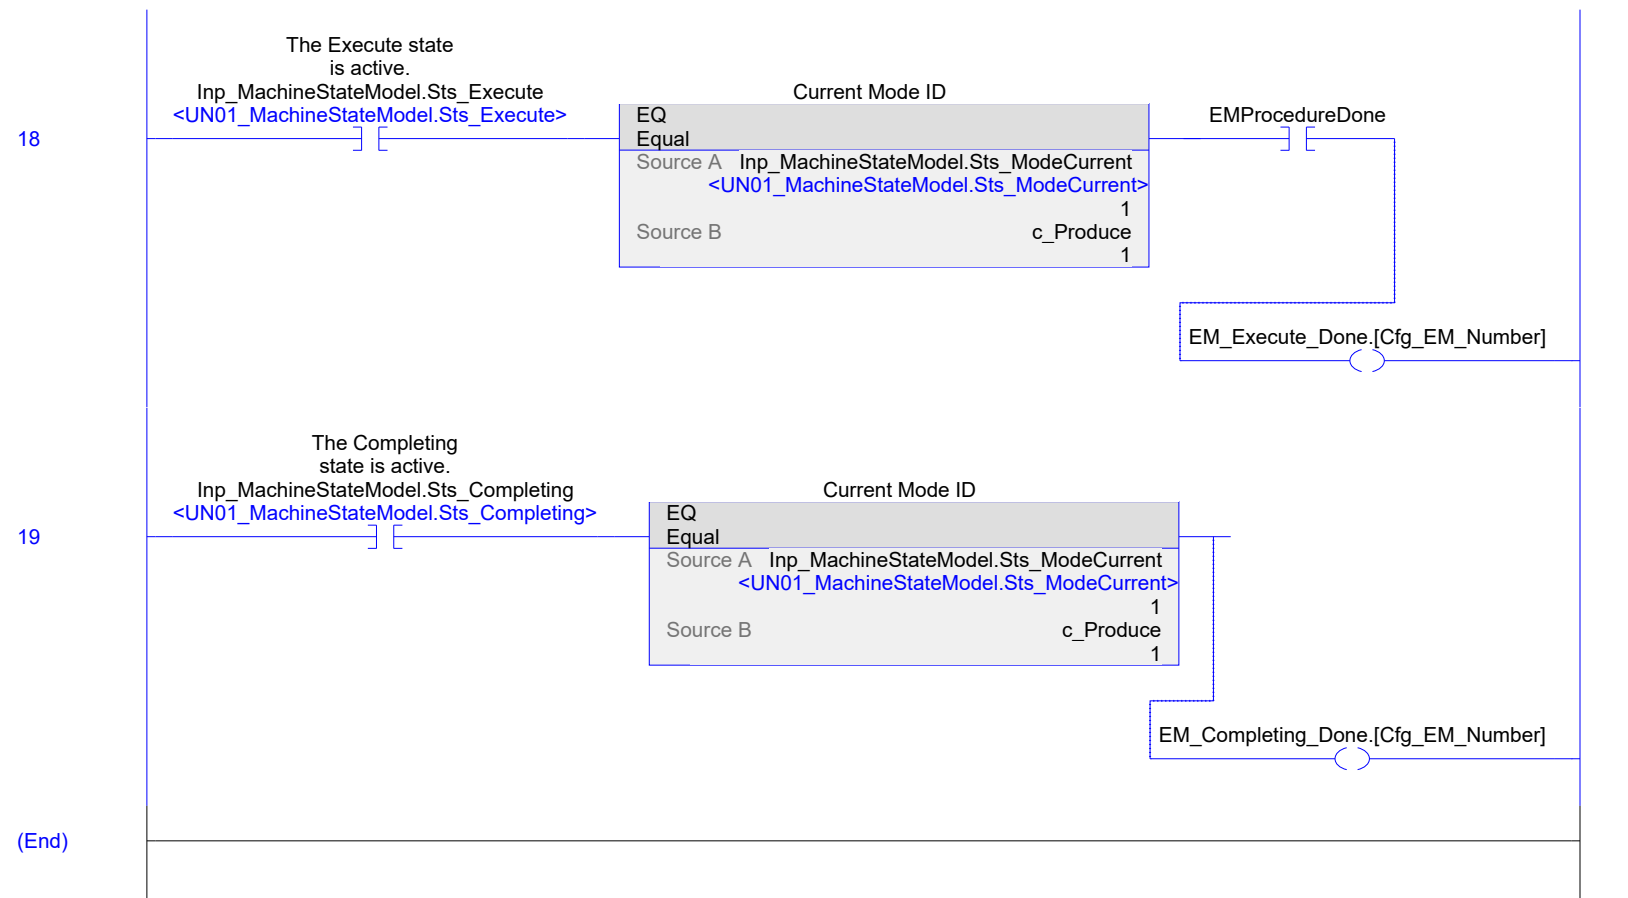 The Execute state
is active.
Inp_MachineStateModel.Sts_Execute
<UN01_MachineStateModel.Sts_Execute>
18
Current Mode ID
EQ
Equal
Source A Inp_MachineStateModel.Sts_ModeCurrent
<UN01_MachineStateModel.Sts_ModeCurrent>
1
Source B c_Produce
1
EMProcedureDone
EM_Execute_Done.[Cfg_EM_Number]
The Completing
state is active.
Inp_MachineStateModel.Sts_Completing
<UN01_MachineStateModel.Sts_Completing>
19
Current Mode ID
EQ
Equal
Source A Inp_MachineStateModel.Sts_ModeCurrent
<UN01_MachineStateModel.Sts_ModeCurrent>
1
Source B c_Produce
1
EM_Completing_Done.[Cfg_EM_Number]
(End)